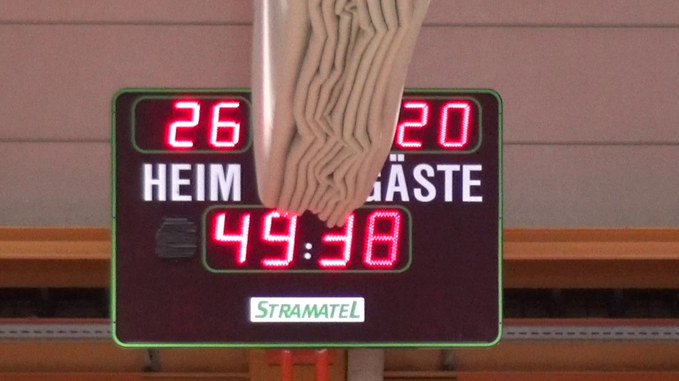 26 20
HEIM GÄSTE
49:38
STRAMATEL